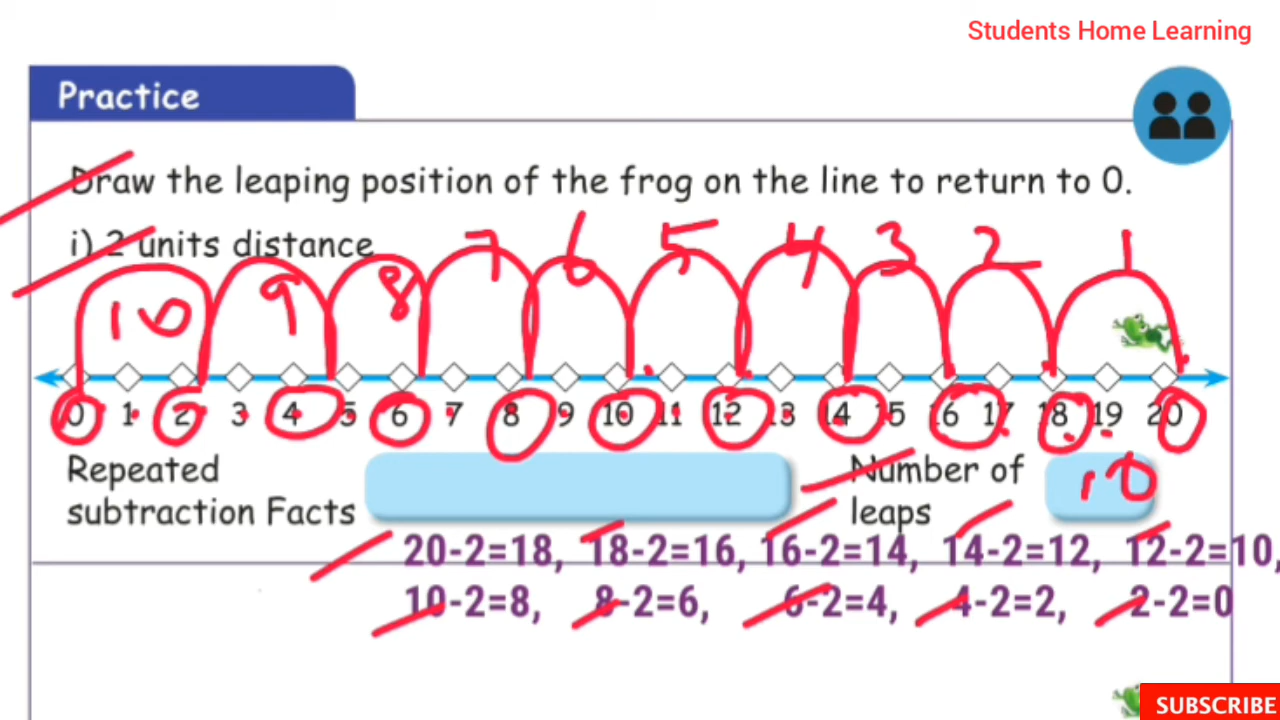 Students Home Learning
Practice
Draw the leaping position of the frog on the line to return to 0.
i) 2 units distance
10 9 8 7 6 5 4 3 2 1
0 1 2 3 4 5 6 7 8 9 10 11 12 13 14 15 16 17 18 19 20
Repeated subtraction Facts
Number of leaps
10
20-2=18, 18-2=16, 16-2=14, 14-2=12, 12-2=10,
10-2=8, 8-2=6, 6-2=4, 4-2=2, 2-2=0
SUBSCRIBE